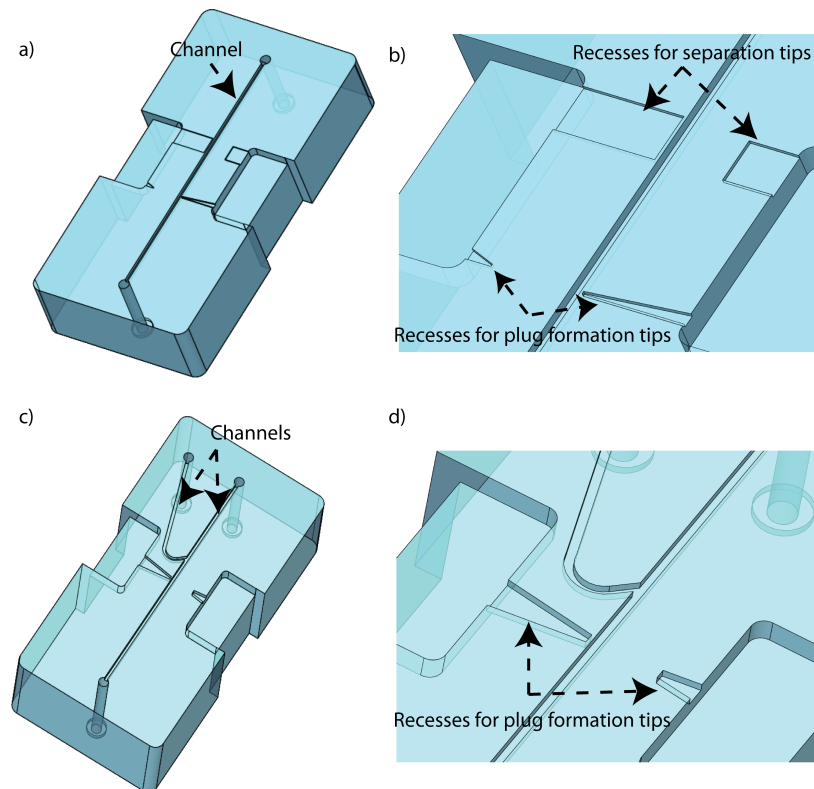 a)
Channel
b)
Recesses for separation tips
Recesses for plug formation tips
c)
Channels
d)
Recesses for plug formation tips